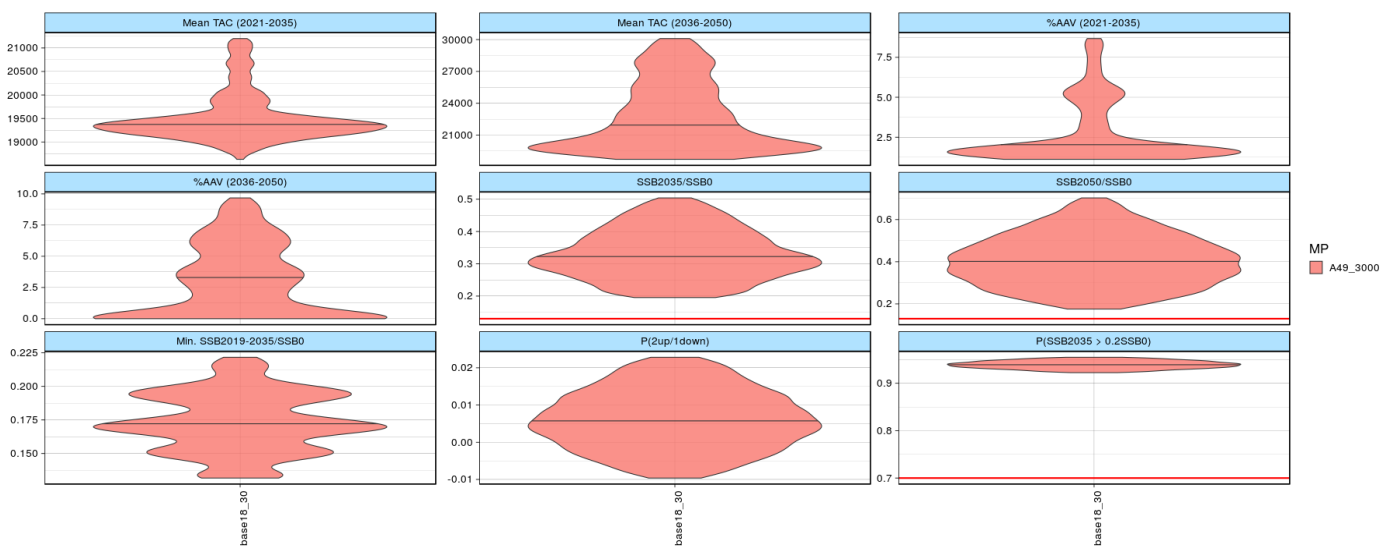 Mean TAC (2021-2035)
21000
20500
20000
19500
19000
Mean TAC (2036-2050)
30000
27000
24000
21000
%AAV (2021-2035)
7.5
5.0
2.5
%AAV (2036-2050)
10.0
7.5
5.0
2.5
0.0
SSB2035/SSB0
0.5
0.4
0.3
0.2
SSB2050/SSB0
0.6
0.4
0.2
MP
A49_3000
Min. SSB2019-2035/SSB0
0.225
0.200
0.175
0.150
base18_30
P(2up/1down)
0.02
0.01
0.00
-0.01
base18_30
P(SSB2035 > 0.2SSB0)
0.9
0.8
0.7
base18_30